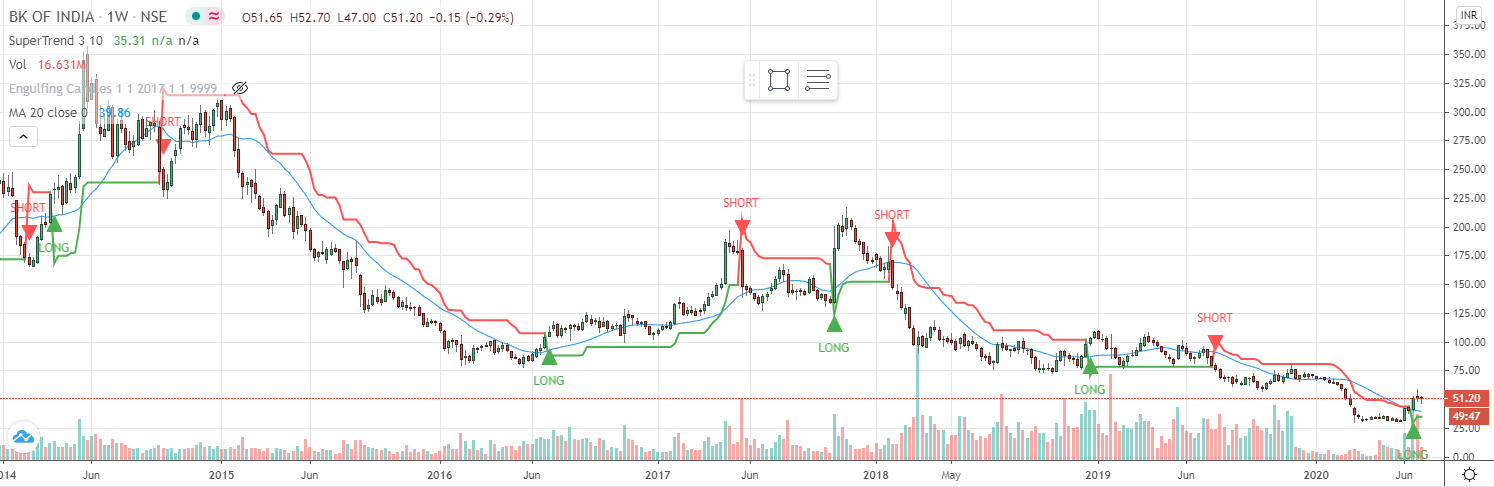 BK OF INDIA · 1W · NSE O51.65 H52.70 L47.00 C51.20 −0.15 (−0.29%)
INR
SuperTrend 3 10 35.31 n/a n/a
Vol 16.631M
Engulfing Candles 1 1 2017 1 1 9999
MA 20 close 0 39.86
375.00
350.00
325.00
300.00
275.00
250.00
225.00
200.00
175.00
150.00
125.00
100.00
75.00
51.20
49:47
25.00
0.00
SHORT
LONG
SHORT
LONG
SHORT
LONG
SHORT
LONG
SHORT
LONG
2014 Jun 2015 Jun 2016 Jun 2017 Jun 2018 May 2019 Jun 2020 Jun